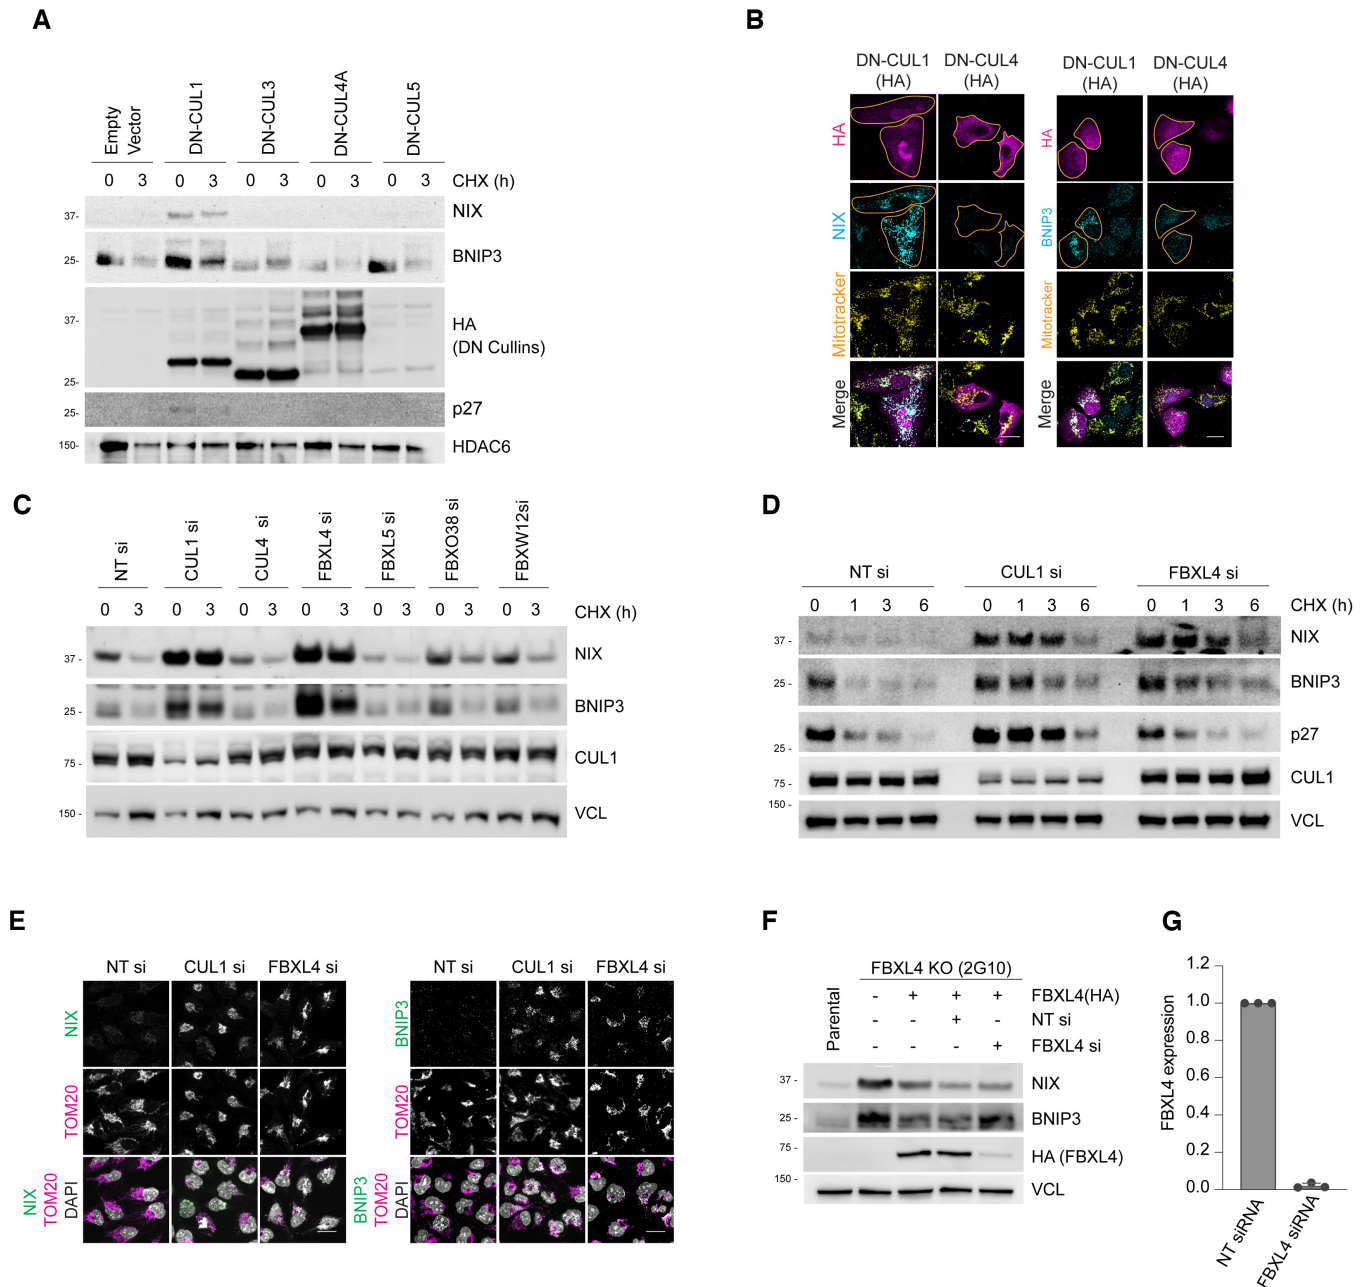 A
Empty
Vector
DN-CUL1
DN-CUL3
DN-CUL4A
DN-CUL5
0 3 0 3 0 3 0 3 0 3 CHX (h)
37- NIX
25- BNIP3
37- HA
(DN Cullins)
25-
25- p27
150- HDAC6
B
DN-CUL1 DN-CUL4 DN-CUL1 DN-CUL4
(HA) (HA) (HA) (HA)
HA HA
NIX BNIP3
Mitotracker Mitotracker
Merge Merge
C
NT si
CUL1 si
CUL4 si
FBXL4 si
FBXL5 si
FBXO38 si
FBXW12si
0 3 0 3 0 3 0 3 0 3 0 3 0 3 CHX (h)
37 - NIX
25 - BNIP3
75 - CUL1
150 - VCL
D
NT si CUL1 si FBXL4 si
0 1 3 6 0 1 3 6 0 1 3 6 CHX (h)
37 - NIX
25 - BNIP3
25 - p27
75 - CUL1
150 - VCL
E
NT si CUL1 si FBXL4 si NT si CUL1 si FBXL4 si
NIX BNIP3
TOM20 TOM20
NIX BNIP3
TOM20 TOM20
DAPI DAPI
F
FBXL4 KO (2G10)
Parental
- + + + FBXL4(HA)
- - + - NT si
- - - + FBXL4 si
37 - NIX
25 - BNIP3
75 - HA (FBXL4)
150 - VCL
G
FBXL4 expression
1.2
1.0
0.8
0.6
0.4
0.2
0.0
NT siRNA
FBXL4 siRNA